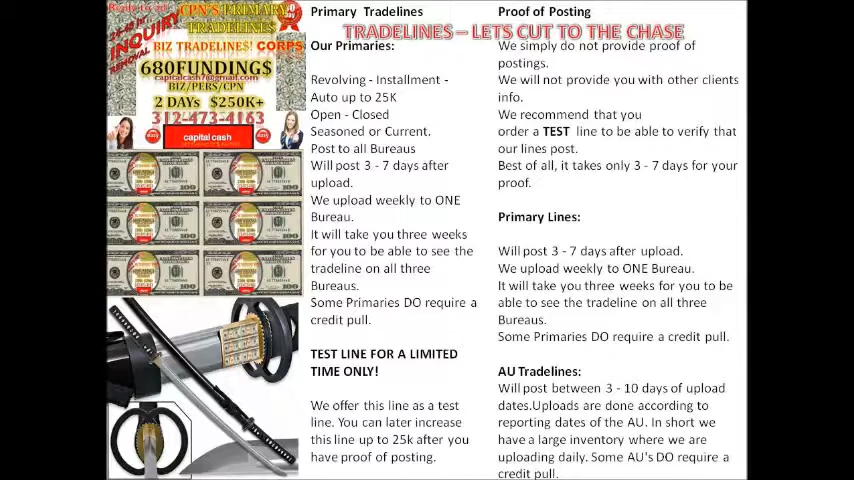 Ready to ad
CPN'S PRIMARY
TRADELINES
24-48 hr
INQUIRY
REMOVAL
BIZ TRADELINES! CORPS
680FUNDING$
capitalcash7@gmail.com
BIZ/PERS/CPN
2 DAYs $250K+
312-473-4163
capital cash
TRADELINES – LETS CUT TO THE CHASE
Primary Tradelines
Our Primaries:
Revolving - Installment -
Auto up to 25K
Open - Closed
Seasoned or Current.
Post to all Bureaus
Will post 3 - 7 days after
upload.
We upload weekly to ONE
Bureau.
It will take you three weeks
for you to be able to see the
tradeline on all three
Bureaus.
Some Primaries DO require a
credit pull.
TEST LINE FOR A LIMITED
TIME ONLY!
We offer this line as a test
line. You can later increase
this line up to 25k after you
have proof of posting.
Proof of Posting
We simply do not provide proof of
postings.
We will not provide you with other clients
info.
We recommend that you
order a TEST line to be able to verify that
our lines post.
Best of all, it takes only 3 - 7 days for your
proof.
Primary Lines:
Will post 3 - 7 days after upload.
We upload weekly to ONE Bureau.
It will take you three weeks for you to be
able to see the tradeline on all three
Bureaus.
Some Primaries DO require a credit pull.
AU Tradelines:
Will post between 3 - 10 days of upload
dates.Uploads are done according to
reporting dates of the AU. In short we
have a large inventory where we are
uploading daily. Some AU's DO require a
credit pull.